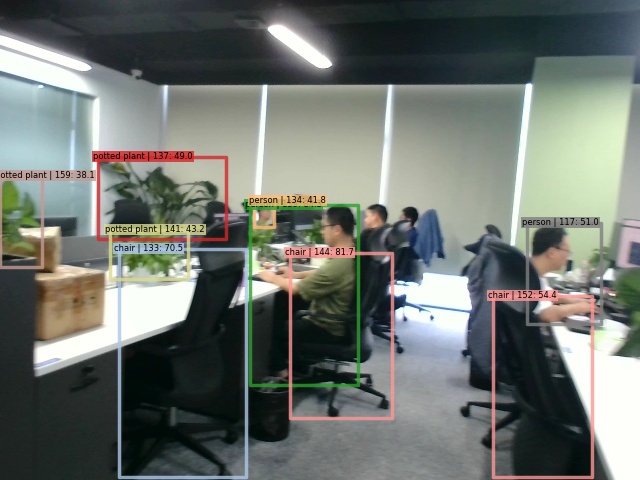 potted plant | 137: 49.0
potted plant | 159: 38.1
person | 134: 41.8
person | 117: 51.0
potted plant | 141: 43.2
chair | 133: 70.5
chair | 144: 81.7
chair | 152: 54.4